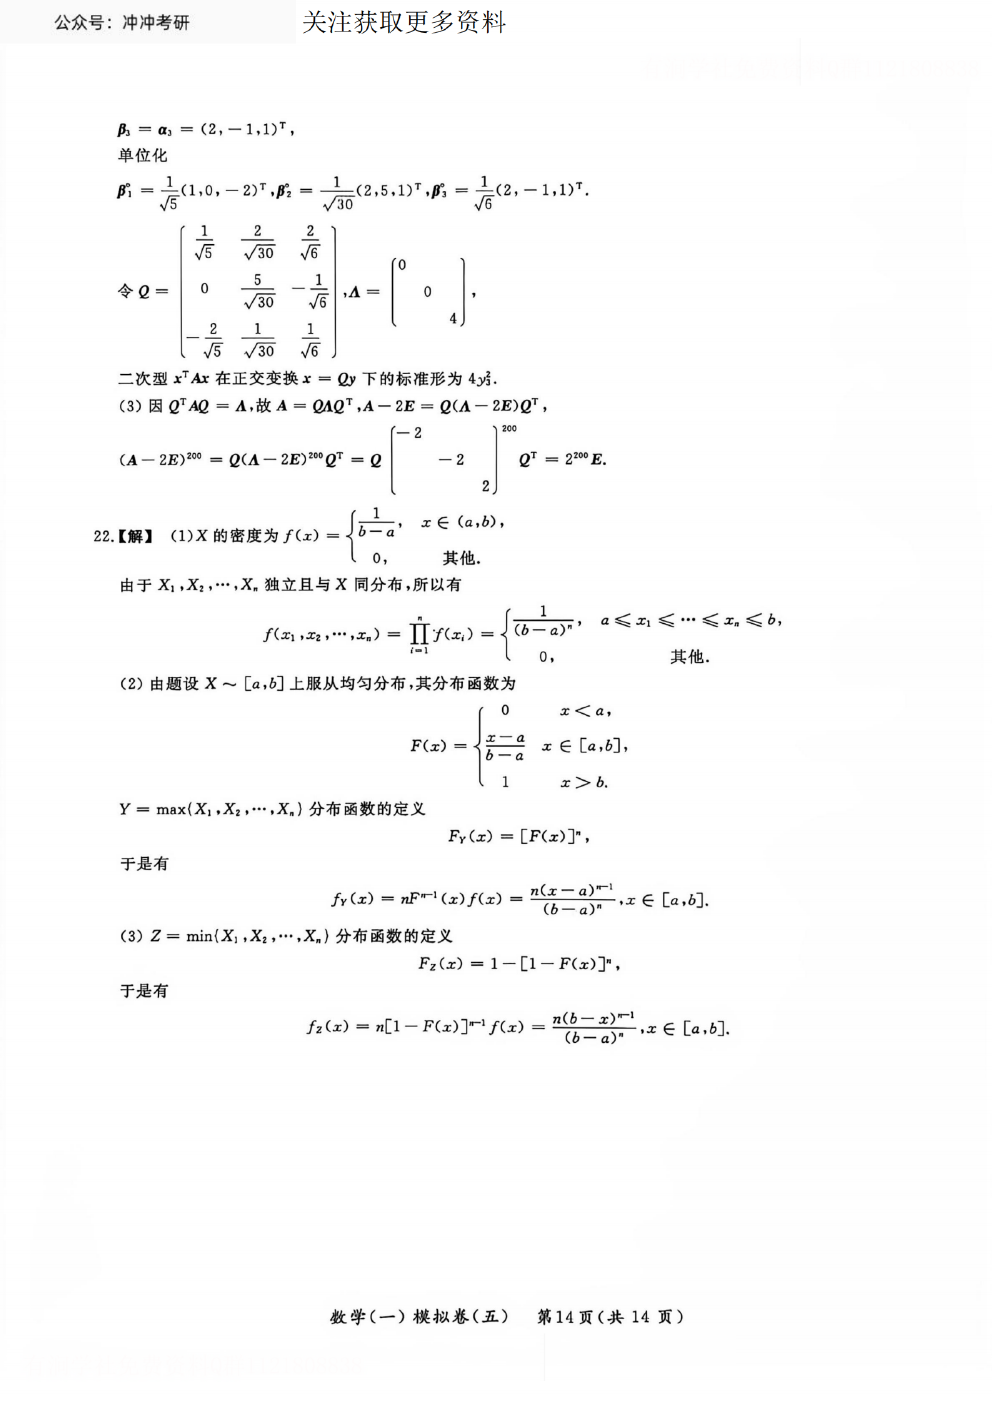 公众号：冲冲考研
关注获取更多资料
β₃ = α₃ = (2,−1,1)ᵀ,
单位化
β₁° = 1/√5 (1,0,−2)ᵀ,β₂° = 1/√30 (2,5,1)ᵀ,β₃° = 1/√6 (2,−1,1)ᵀ.
令 Q = ( 1/√5 2/√30 2/√6 ; 0 5/√30 −1/√6 ; −2/√5 1/√30 1/√6 ),Λ = ( 0 ; 0 ; 4 ),
二次型 xᵀAx 在正交变换 x = Qy 下的标准形为 4y₃².
(3) 因 QᵀAQ = Λ,故 A = QΛQᵀ,A − 2E = Q(Λ − 2E)Qᵀ,
(A − 2E)²⁰⁰ = Q(Λ − 2E)²⁰⁰Qᵀ = Q ( −2 ; −2 ; 2 )²⁰⁰ Qᵀ = 2²⁰⁰E.
22.【解】 (1)X 的密度为 f(x) = { 1/(b−a), x ∈ (a,b), 0, 其他.
由于 X₁,X₂,⋯,Xₙ 独立且与 X 同分布,所以有
f(x₁,x₂,⋯,xₙ) = ∏ᵢ₌₁ⁿ f(xᵢ) = { 1/(b−a)ⁿ, a ⩽ x₁ ⩽ ⋯ ⩽ xₙ ⩽ b, 0, 其他.
(2) 由题设 X ~ [a,b] 上服从均匀分布,其分布函数为
F(x) = { 0 x < a, (x−a)/(b−a) x ∈ [a,b], 1 x > b.
Y = max{X₁,X₂,⋯,Xₙ} 分布函数的定义
F_Y(x) = [F(x)]ⁿ,
于是有
f_Y(x) = nFⁿ⁻¹(x)f(x) = n(x−a)ⁿ⁻¹/(b−a)ⁿ,x ∈ [a,b].
(3) Z = min{X₁,X₂,⋯,Xₙ} 分布函数的定义
F_Z(x) = 1−[1−F(x)]ⁿ,
于是有
f_Z(x) = n[1−F(x)]ⁿ⁻¹f(x) = n(b−x)ⁿ⁻¹/(b−a)ⁿ,x ∈ [a,b].
数学(一)模拟卷(五) 第14页(共 14 页)